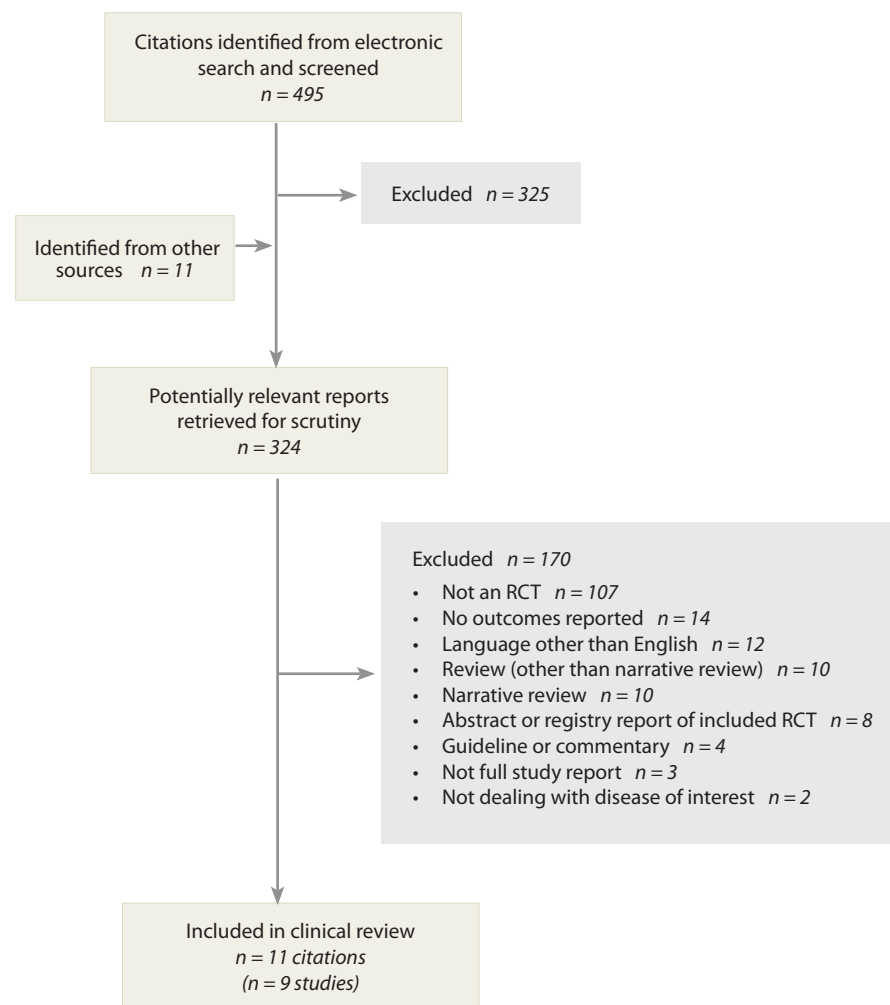 Citations identified from electronic
search and screened
n = 495
Excluded n = 325
Identified from other
sources n = 11
Potentially relevant reports
retrieved for scrutiny
n = 324
Excluded n = 170
• Not an RCT n = 107
• No outcomes reported n = 14
• Language other than English n = 12
• Review (other than narrative review) n = 10
• Narrative review n = 10
• Abstract or registry report of included RCT n = 8
• Guideline or commentary n = 4
• Not full study report n = 3
• Not dealing with disease of interest n = 2
Included in clinical review
n = 11 citations
(n = 9 studies)